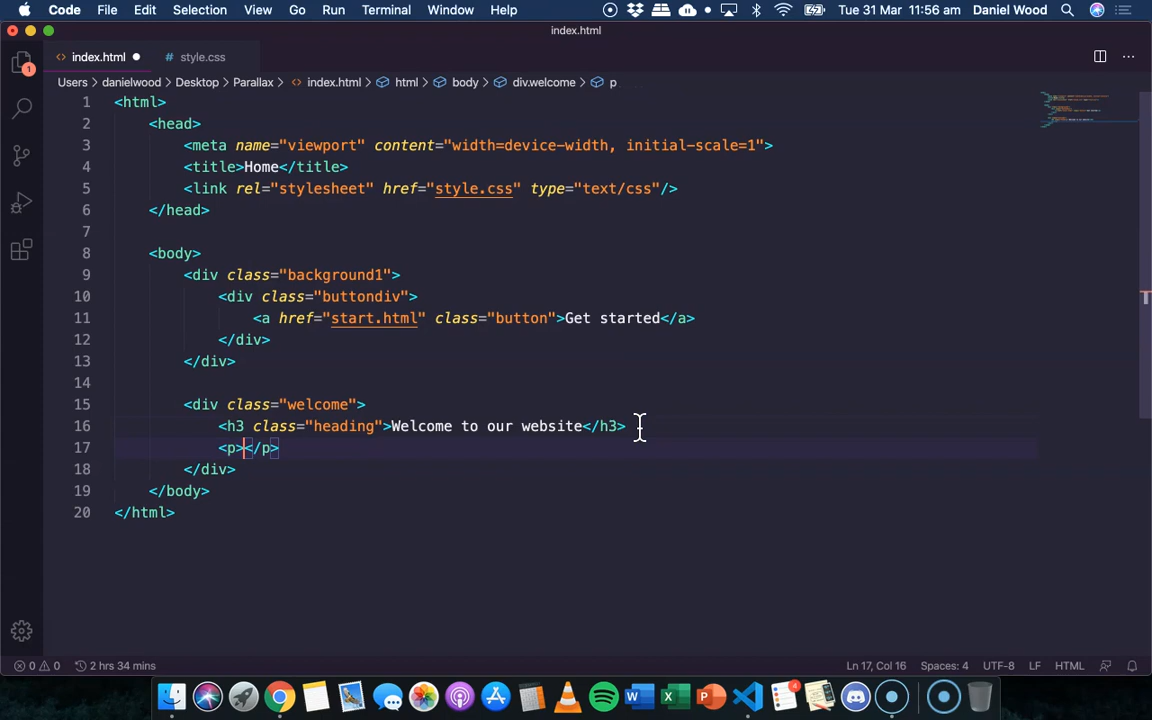 Code File Edit Selection View Go Run Terminal Window Help Tue 31 Mar 11:56 am Daniel Wood
index.html
index.html style.css
1
Users danielwood Desktop Parallax index.html html body div.welcome p
1 <html>
2 <head>
3 <meta name="viewport" content="width=device-width, initial-scale=1">
4 <title>Home</title>
5 <link rel="stylesheet" href="style.css" type="text/css"/>
6 </head>
7
8 <body>
9 <div class="background1">
10 <div class="buttondiv">
11 <a href="start.html" class="button">Get started</a>
12 </div>
13 </div>
14
15 <div class="welcome">
16 <h3 class="heading">Welcome to our website</h3>
17 <p></p>
18 </div>
19 </body>
20 </html>
0 0 2 hrs 34 mins Ln 17, Col 16 Spaces: 4 UTF-8 LF HTML
4